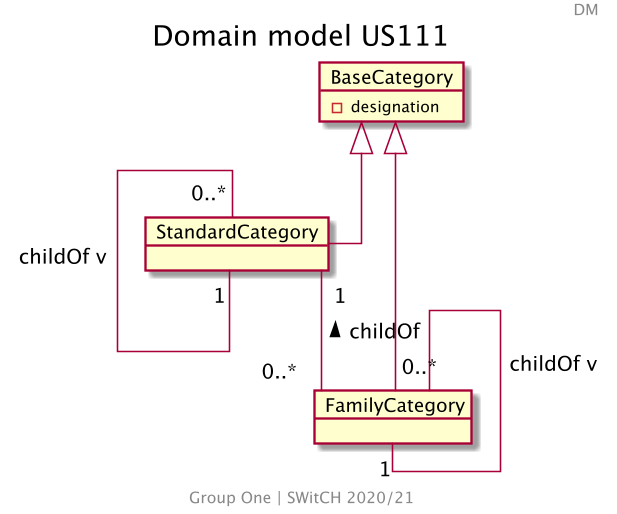 DM
Domain model US111
BaseCategory
designation
0..*
StandardCategory
childOf v
1
1
childOf
0..*
0..*
childOf v
FamilyCategory
1
Group One | SWitCH 2020/21